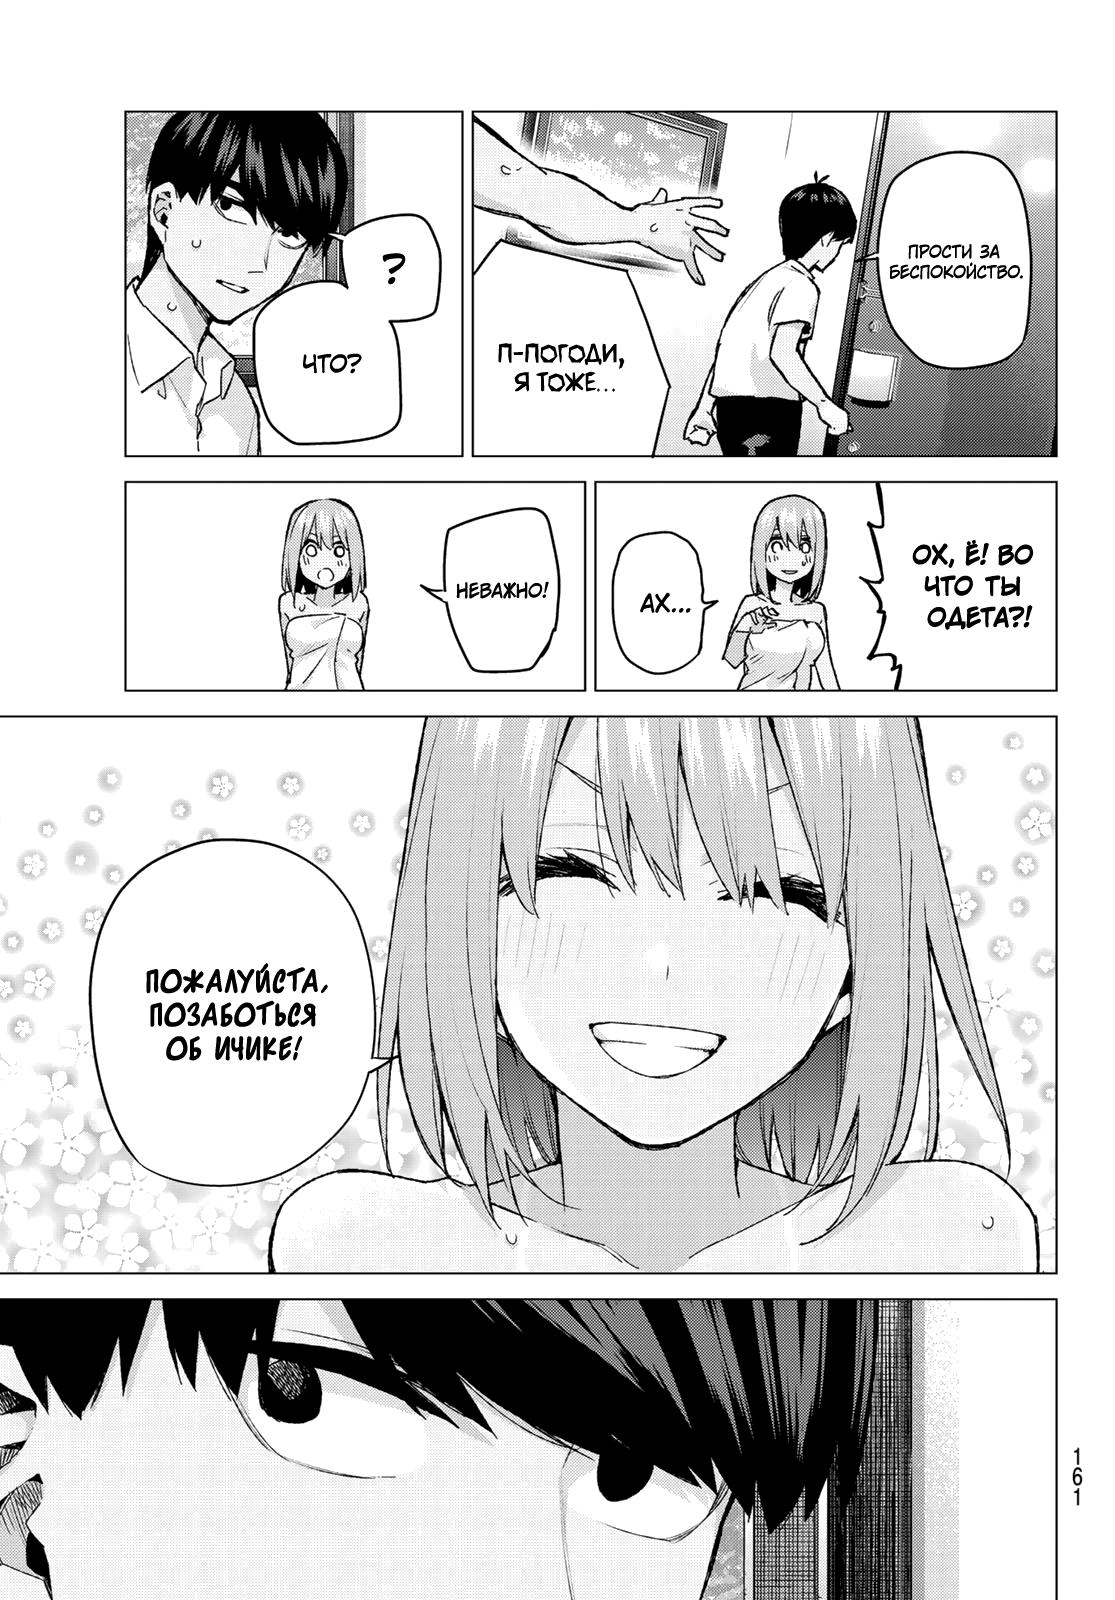 ПРОСТИ ЗА
БЕСПОКОЙСТВО.
П-ПОГОДИ,
Я ТОЖЕ...
?
ЧТО?
ОХ, Ё! ВО
ЧТО ТЫ
ОДЕТА?!
АХ...
НЕВАЖНО!
ПОЖАЛУЙСТА,
ПОЗАБОТЬСЯ
ОБ ИЧИКЕ!
161